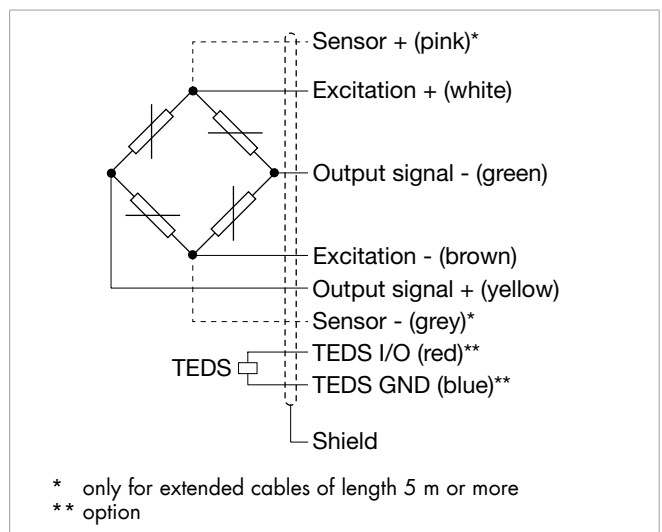 Sensor + (pink)*
Excitation + (white)
Output signal - (green)
Excitation - (brown)
Output signal + (yellow)
Sensor - (grey)*
TEDS I/O (red)**
TEDS
TEDS GND (blue)**
Shield
* only for extended cables of length 5 m or more
** option